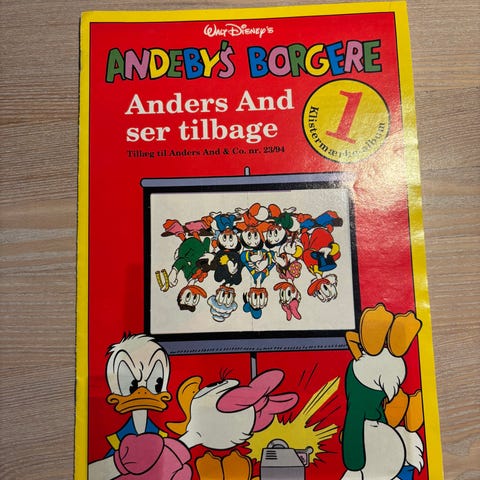 Walt Disney's
ANDEBY'S BORGERE
Anders And
ser tilbage
Tillæg til Anders And & Co. nr. 23/94
1
Klistermærkealbum